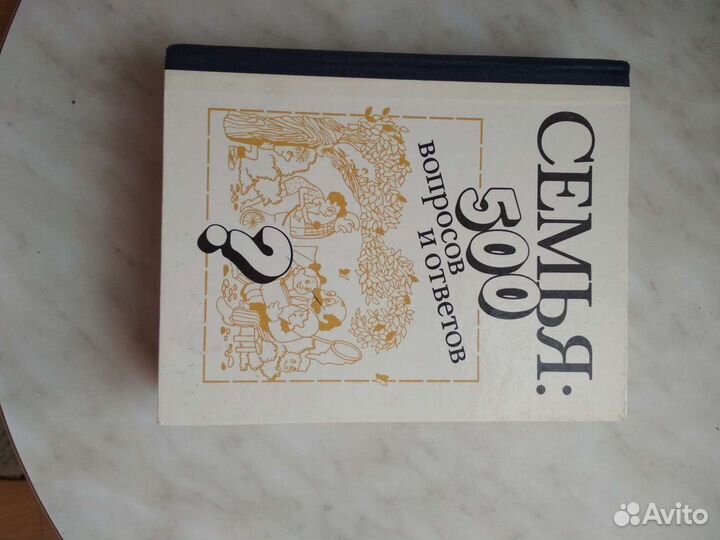 СЕМЬЯ:
500
вопросов
и ответов
?
Avito